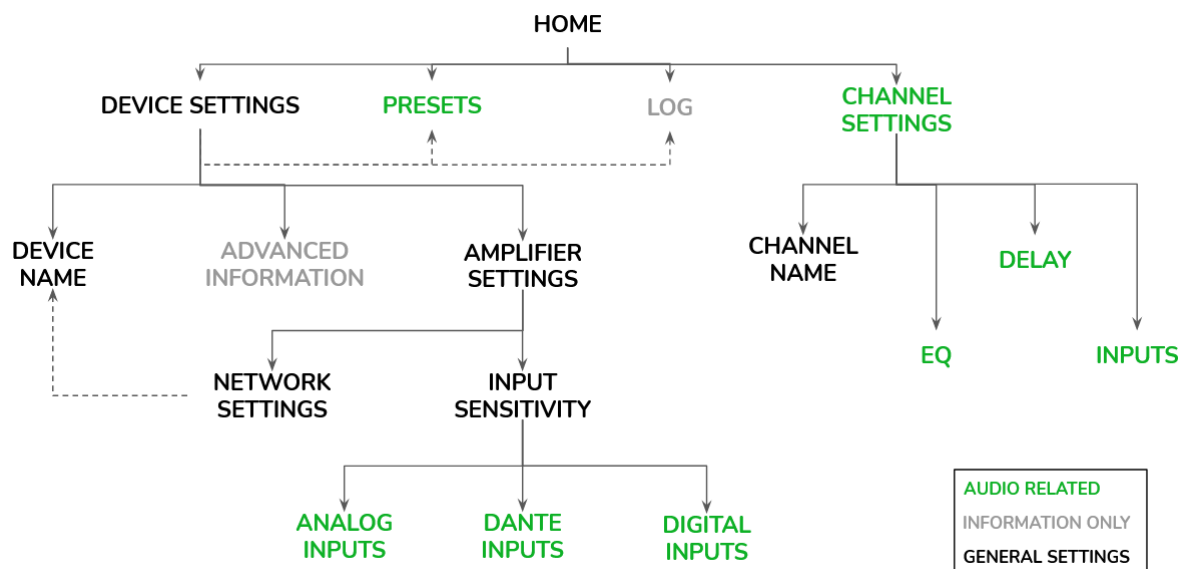 HOME
DEVICE SETTINGS
PRESETS
LOG
CHANNEL
SETTINGS
DEVICE
NAME
ADVANCED
INFORMATION
AMPLIFIER
SETTINGS
CHANNEL
NAME
DELAY
EQ
INPUTS
NETWORK
SETTINGS
INPUT
SENSITIVITY
ANALOG
INPUTS
DANTE
INPUTS
DIGITAL
INPUTS
AUDIO RELATED
INFORMATION ONLY
GENERAL SETTINGS